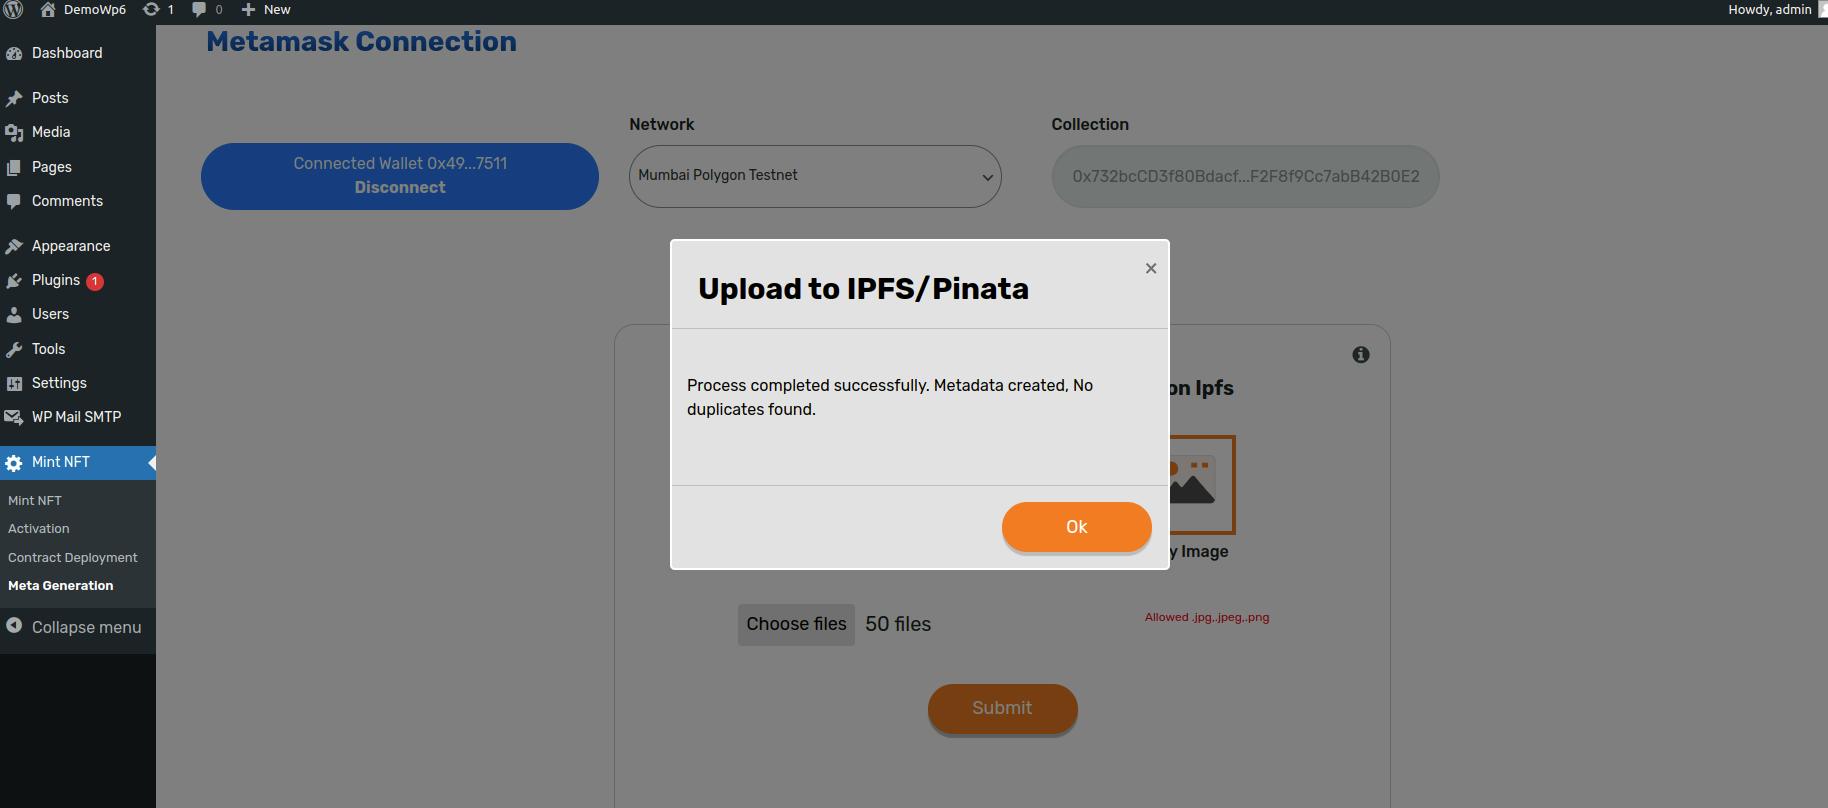 DemoWp6 1 0 New
Howdy, admin
Dashboard
Posts
Media
Pages
Comments
Appearance
Plugins 1
Users
Tools
Settings
WP Mail SMTP
Mint NFT
Mint NFT
Activation
Contract Deployment
Meta Generation
Collapse menu
Metamask Connection
Connected Wallet 0x49...7511
Disconnect
Network
Mumbai Polygon Testnet
Collection
0x732bcCD3f80Bdacf...F2F8f9Cc7abB42B0E2
Upload to IPFS/Pinata
×
Process completed successfully. Metadata created, No
duplicates found.
Ok
on Ipfs
y Image
Choose files 50 files
Allowed .jpg,.jpeg,.png
Submit